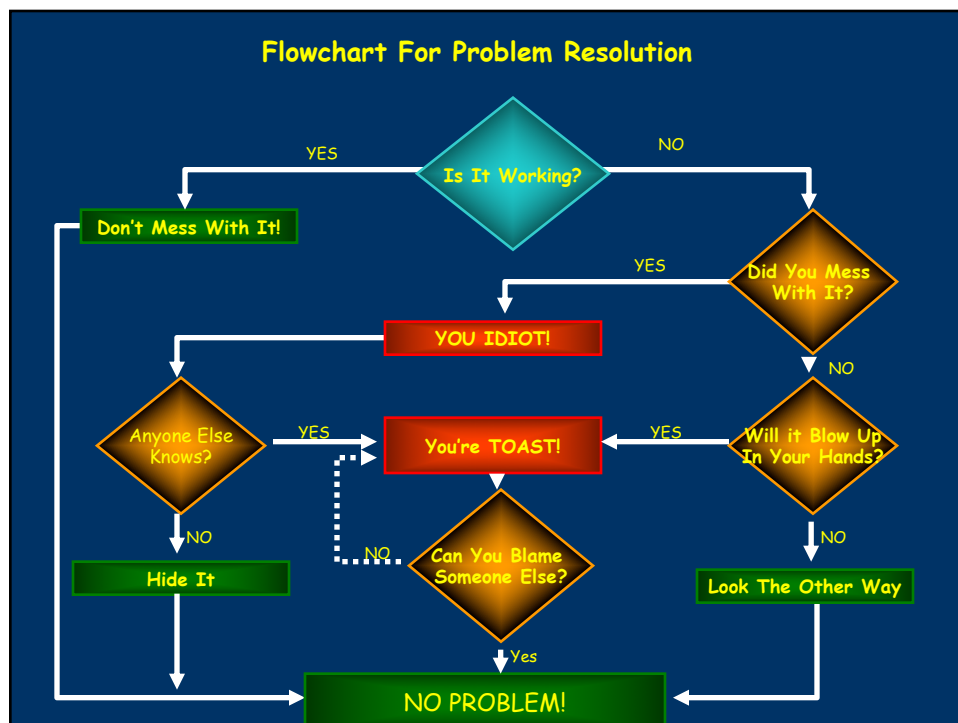 Flowchart For Problem Resolution
YES
NO
Is It Working?
Don't Mess With It!
YES
Did You Mess
With It?
YOU IDIOT!
NO
Anyone Else
Knows?
YES
You're TOAST!
YES
Will it Blow Up
In Your Hands?
NO
NO
Can You Blame
Someone Else?
NO
Hide It
Look The Other Way
Yes
NO PROBLEM!